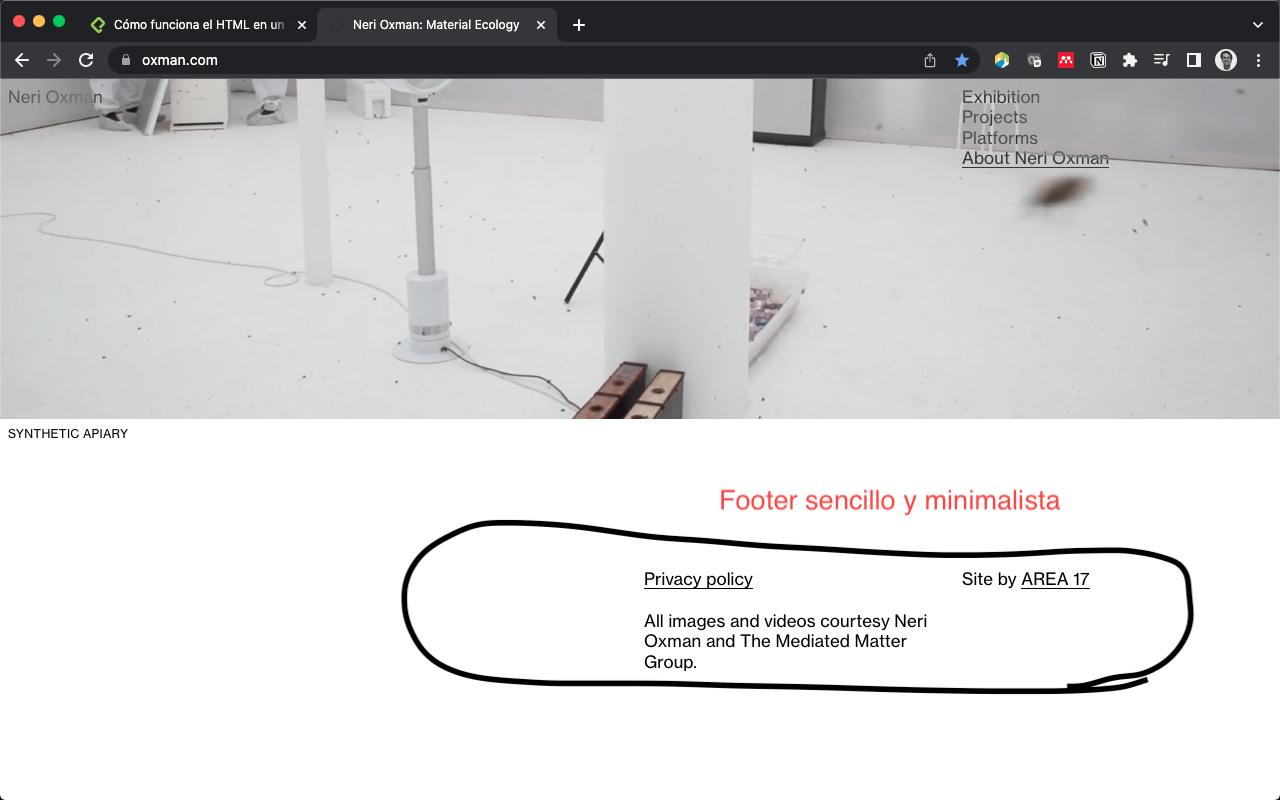 Cómo funciona el HTML en un
Neri Oxman: Material Ecology
oxman.com
Neri Oxman
Exhibition
Projects
Platforms
About Neri Oxman
SYNTHETIC APIARY
Footer sencillo y minimalista
Privacy policy
Site by AREA 17
All images and videos courtesy Neri
Oxman and The Mediated Matter
Group.